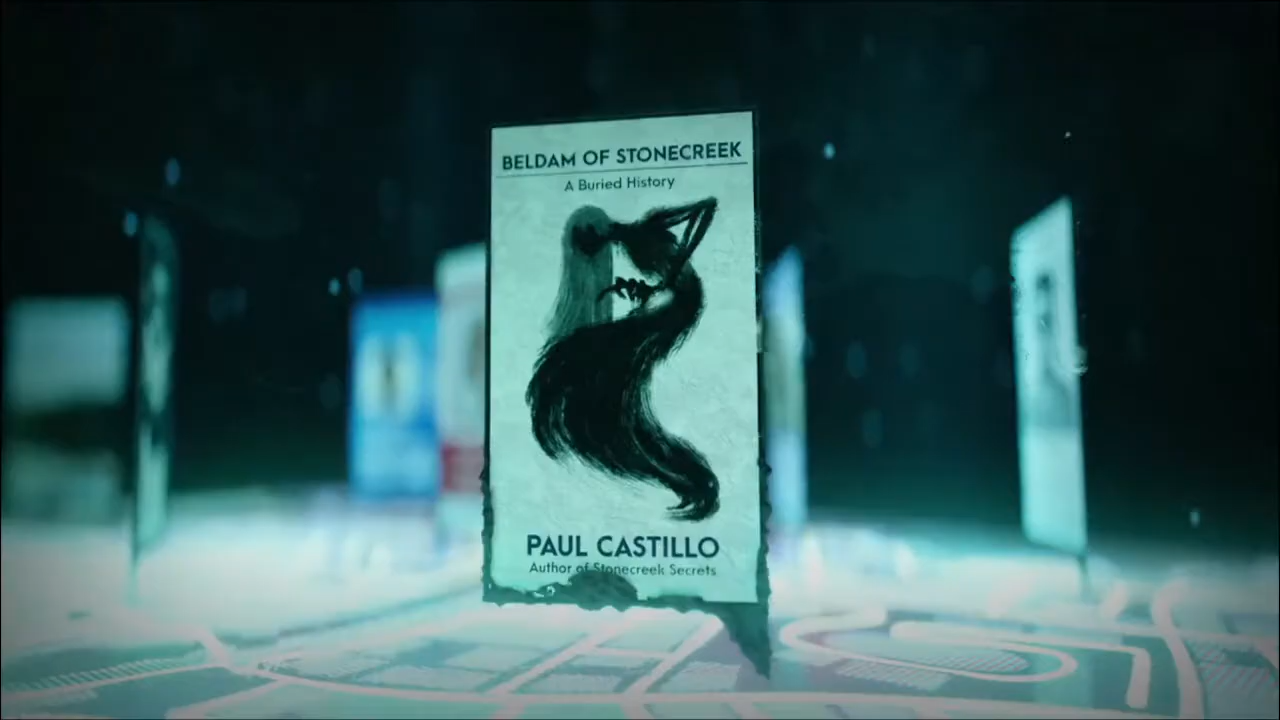 BELDAM OF STONECREEK
A Buried History
PAUL CASTILLO
Author of Stonecreek Secrets